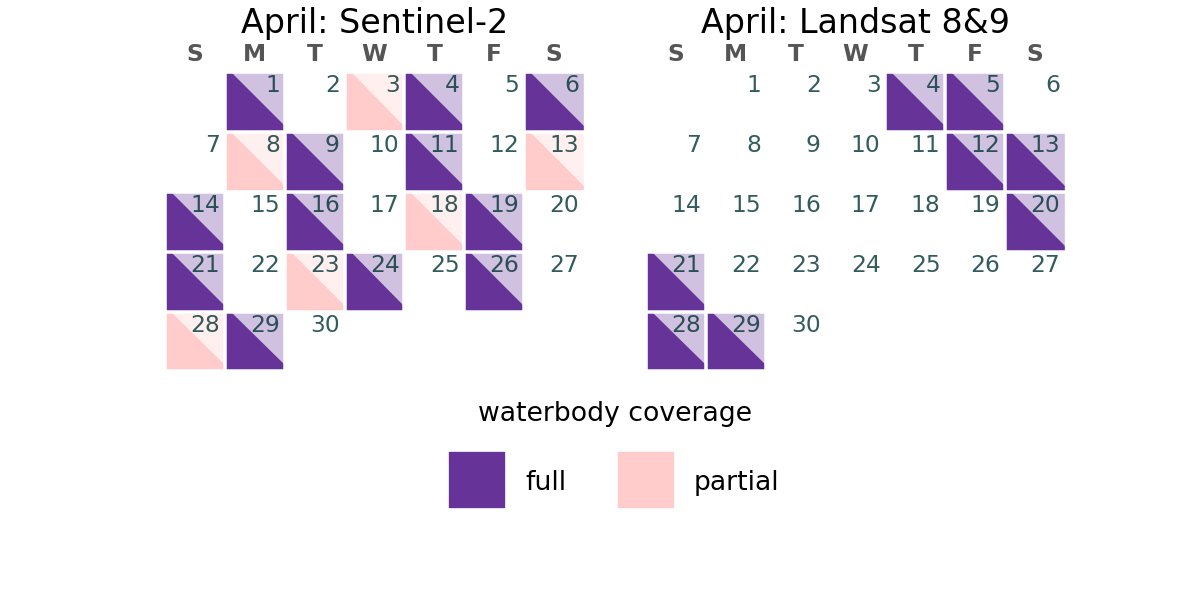 April: Sentinel-2
S M T W T F S
1 2 3 4 5 6
7 8 9 10 11 12 13
14 15 16 17 18 19 20
21 22 23 24 25 26 27
28 29 30
April: Landsat 8&9
S M T W T F S
1 2 3 4 5 6
7 8 9 10 11 12 13
14 15 16 17 18 19 20
21 22 23 24 25 26 27
28 29 30
waterbody coverage
full partial